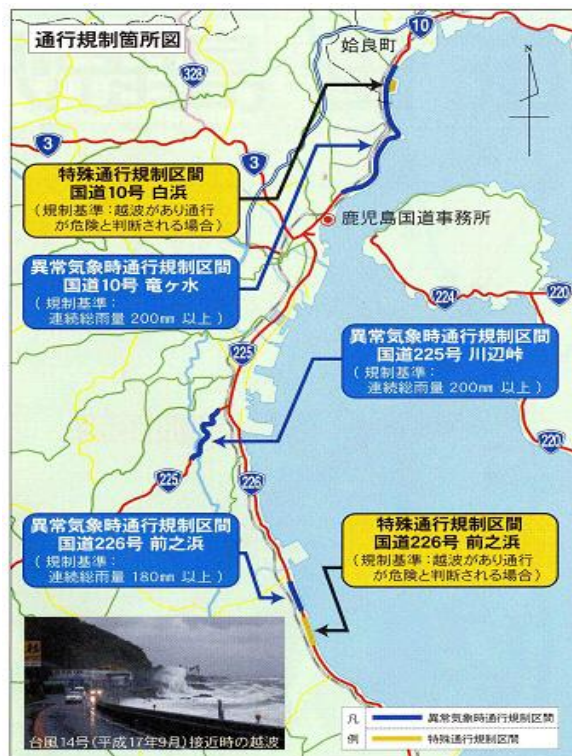 通行規制箇所図
10
姶良町
N
328
3
3
特殊通行規制区間
国道10号 白浜
(規制基準:越波があり通行
が危険と判断される場合)
鹿児島国道事務所
異常気象時通行規制区間
国道10号 竜ヶ水
(規制基準:
連続総雨量 200mm 以上)
224
220
225
異常気象時通行規制区間
国道225号 川辺峠
(規制基準:
連続総雨量 200mm 以上)
220
225
226
異常気象時通行規制区間
国道226号 前之浜
(規制基準:
連続総雨量 180mm 以上)
特殊通行規制区間
国道226号 前之浜
(規制基準:越波があり通行
が危険と判断される場合)
台風14号(平成17年9月)接近時の越波
凡例
異常気象時通行規制区間
特殊通行規制区間